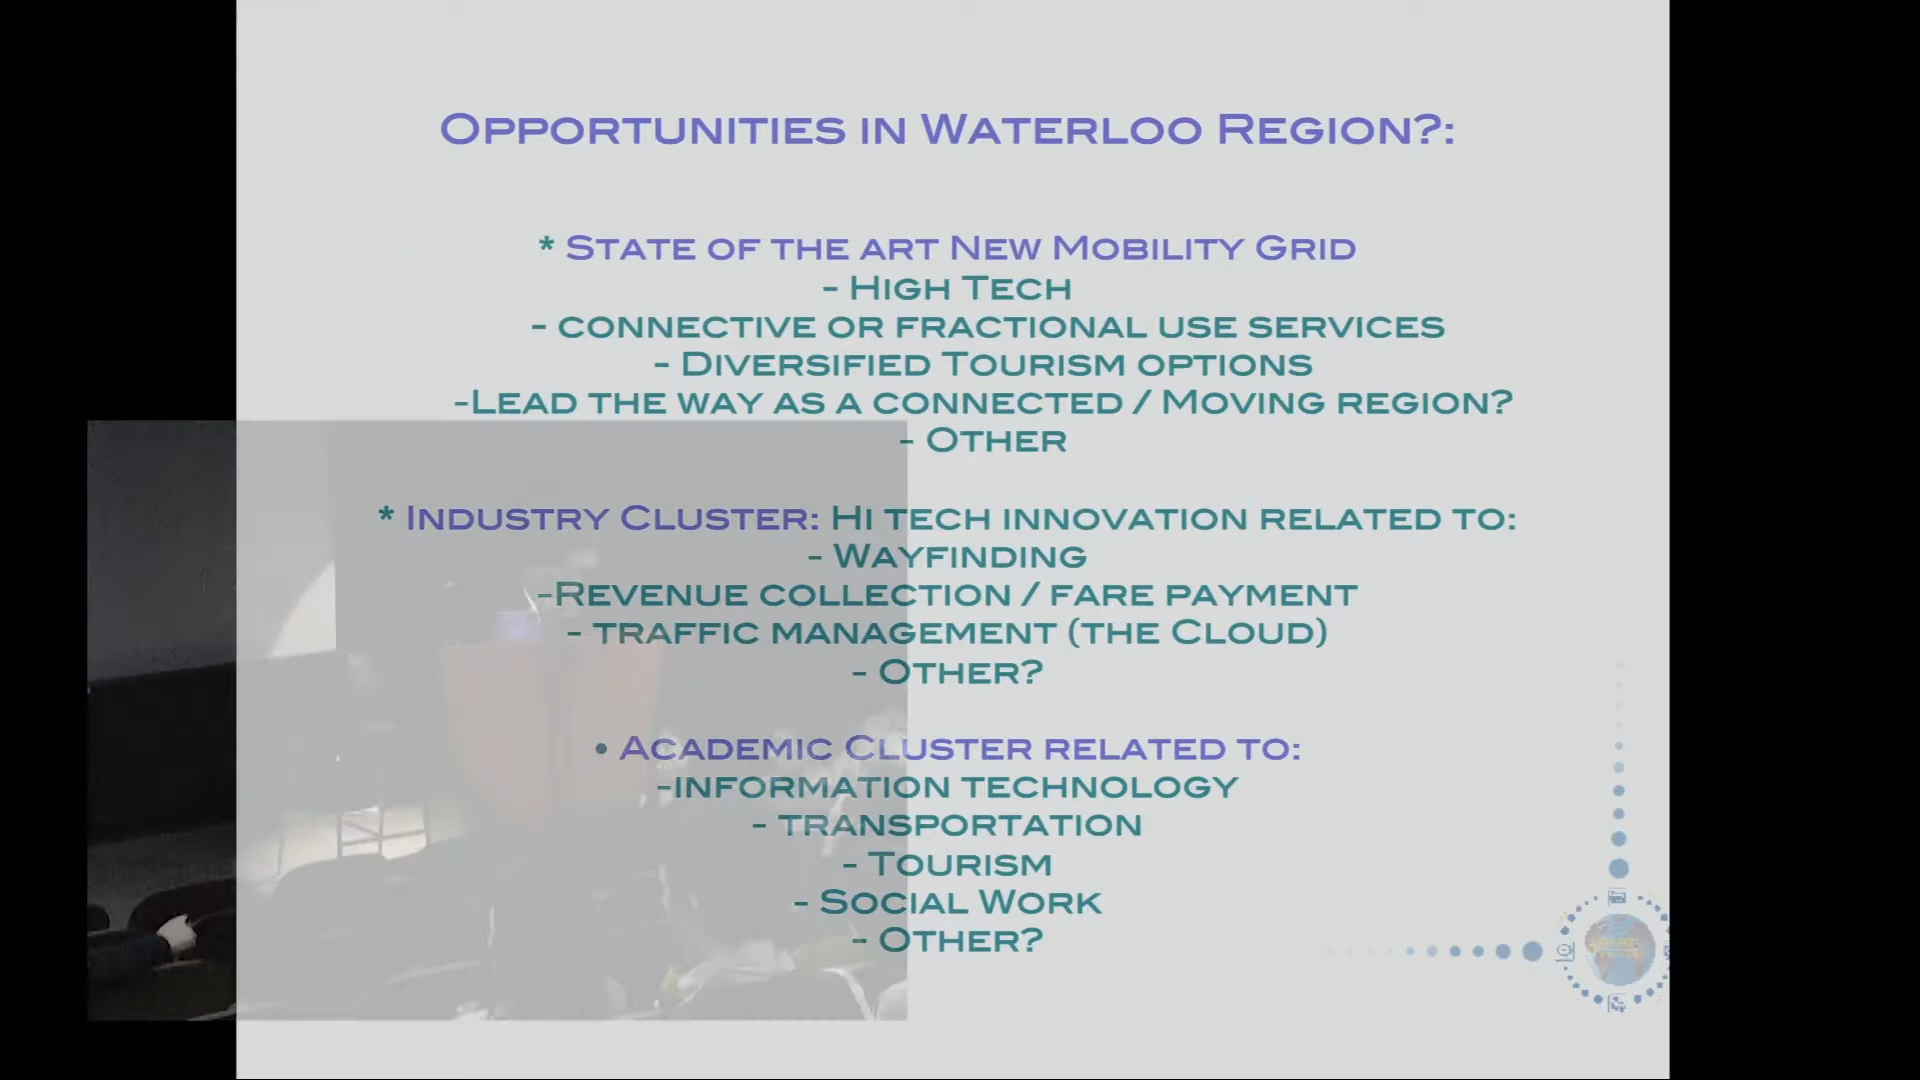 Opportunities in Waterloo Region?:
* State of the art New Mobility Grid
- High Tech
- connective or fractional use services
- Diversified Tourism options
-Lead the way as a connected / Moving region?
- Other
* Industry Cluster: Hi tech innovation related to:
- Wayfinding
-Revenue collection / fare payment
- traffic management (the Cloud)
- Other?
• Academic Cluster related to:
-information technology
- transportation
- Tourism
- Social Work
- Other?